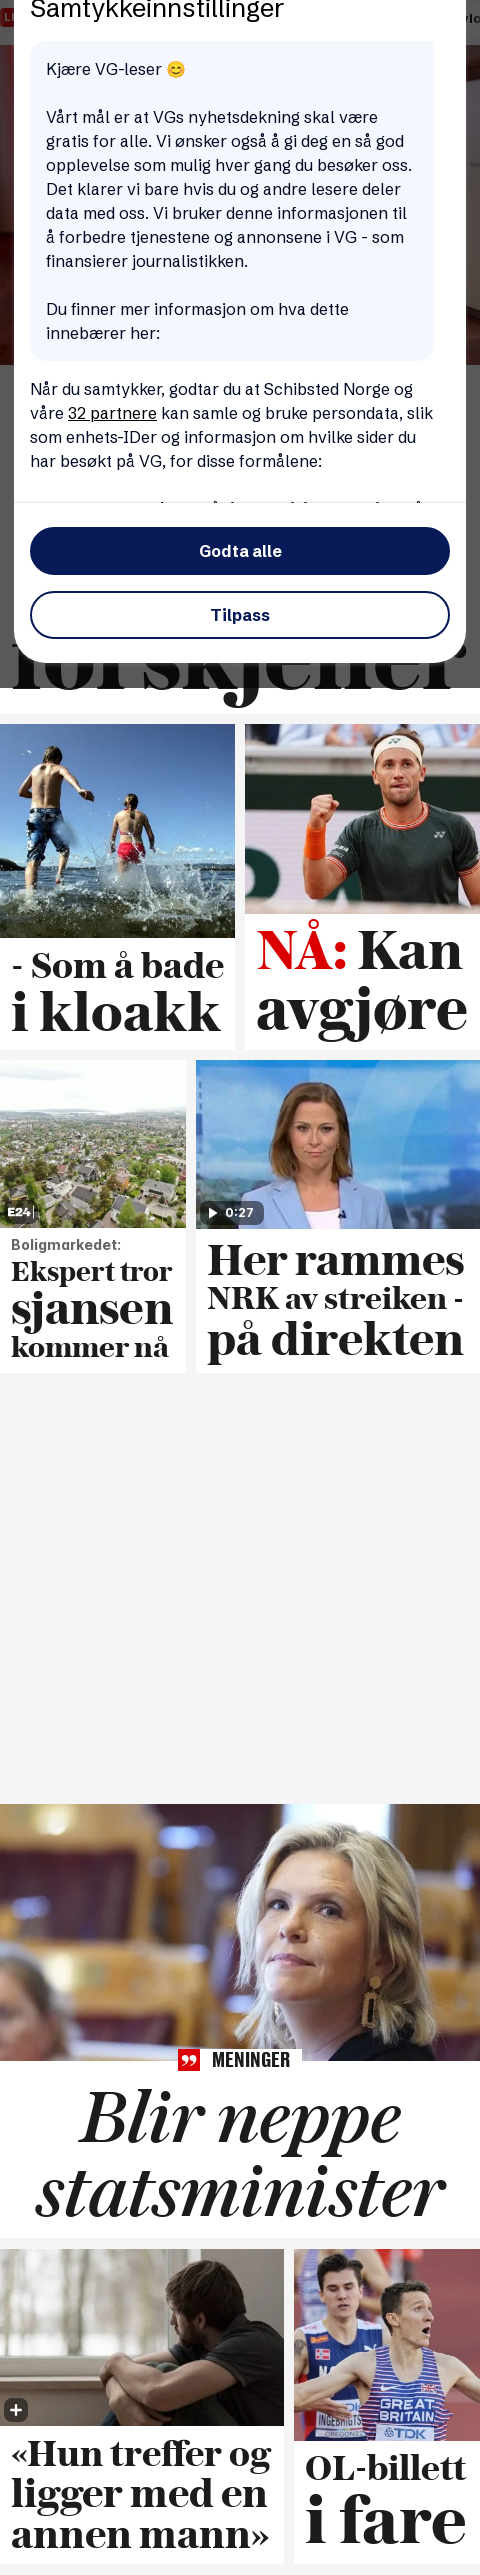 Samtykkeinnstillinger
Kjære VG-leser 😊
Vårt mål er at VGs nyhetsdekning skal være
gratis for alle. Vi ønsker også å gi deg en så god
opplevelse som mulig hver gang du besøker oss.
Det klarer vi bare hvis du og andre lesere deler
data med oss. Vi bruker denne informasjonen til
å forbedre tjenestene og annonsene i VG - som
finansierer journalistikken.
Du finner mer informasjon om hva dette
innebærer her:
Når du samtykker, godtar du at Schibsted Norge og
våre 32 partnere kan samle og bruke persondata, slik
som enhets-IDer og informasjon om hvilke sider du
har besøkt på VG, for disse formålene:
Godta alle
Tilpass
forskjeller
- Som å bade
i kloakk
NÅ: Kan
avgjøre
E24
Boligmarkedet:
Ekspert tror
sjansen
kommer nå
0:27
Her rammes
NRK av streiken -
på direkten
MENINGER
Blir neppe
statsminister
«Hun treffer og
ligger med en
annen mann»
INGEBRIGTS
GREAT
BRITAIN
TDK
OL-billett
i fare